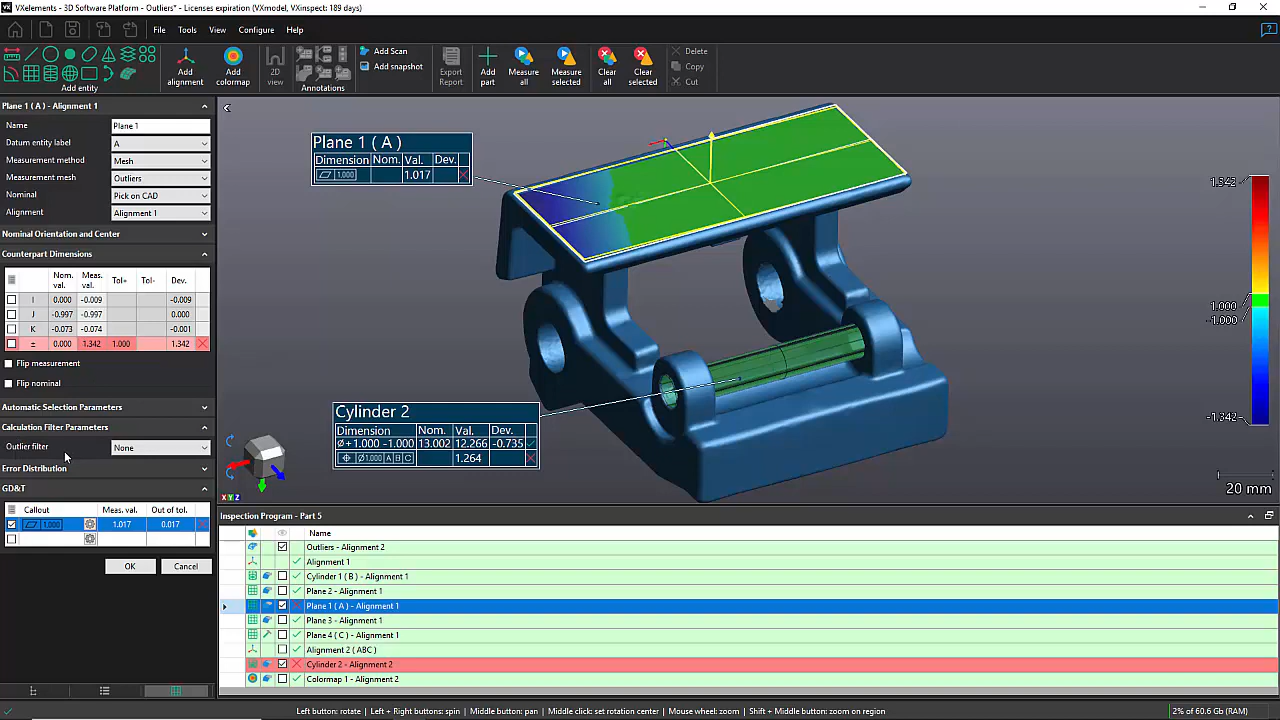 VXelements - 3D Software Platform - Outliers* - Licenses expiration (VXmodel, VXinspect: 189 days)
File Tools View Configure Help
Add entity
Add alignment
Add colormap
2D view
Annotations
Add Scan
Add snapshot
Export Report
Add part
Measure all
Measure selected
Clear all
Clear selected
Delete
Copy
Cut
Plane 1 ( A ) - Alignment 1
Name Plane 1
Datum entity label A
Measurement method Mesh
Measurement mesh Outliers
Nominal Pick on CAD
Alignment Alignment 1
Nominal Orientation and Center
Counterpart Dimensions
Nom. val. Meas. val. Tol+ Tol- Dev.
I 0.000 -0.009 -0.009
J -0.997 -0.997 0.000
K -0.073 -0.074 -0.001
± 0.000 1.342 1.000 1.342
Flip measurement
Flip nominal
Automatic Selection Parameters
Calculation Filter Parameters
Outlier filter None
Error Distribution
GD&T
Callout Meas. val. Out of tol.
1.000 1.017 0.017
OK Cancel
Plane 1 ( A )
Dimension Nom. Val. Dev.
1.000 1.017
Cylinder 2
Dimension Nom. Val. Dev.
Ø+1.000 -1.000 13.002 12.266 -0.735
Ø1.000 A B C 1.264
X Y Z
1.342
1.000
-1.000
-1.342
20 mm
Inspection Program - Part 5
Name
Outliers - Alignment 2
Alignment 1
Cylinder 1 ( B ) - Alignment 1
Plane 2 - Alignment 1
Plane 1 ( A ) - Alignment 1
Plane 3 - Alignment 1
Plane 4 ( C ) - Alignment 1
Alignment 2 ( ABC )
Cylinder 2 - Alignment 2
Colormap 1 - Alignment 2
Left button: rotate | Left + Right buttons: spin | Middle button: pan | Middle click: set rotation center | Mouse wheel: zoom | Shift + Middle button: zoom on region
2% of 60.6 Gb (RAM)